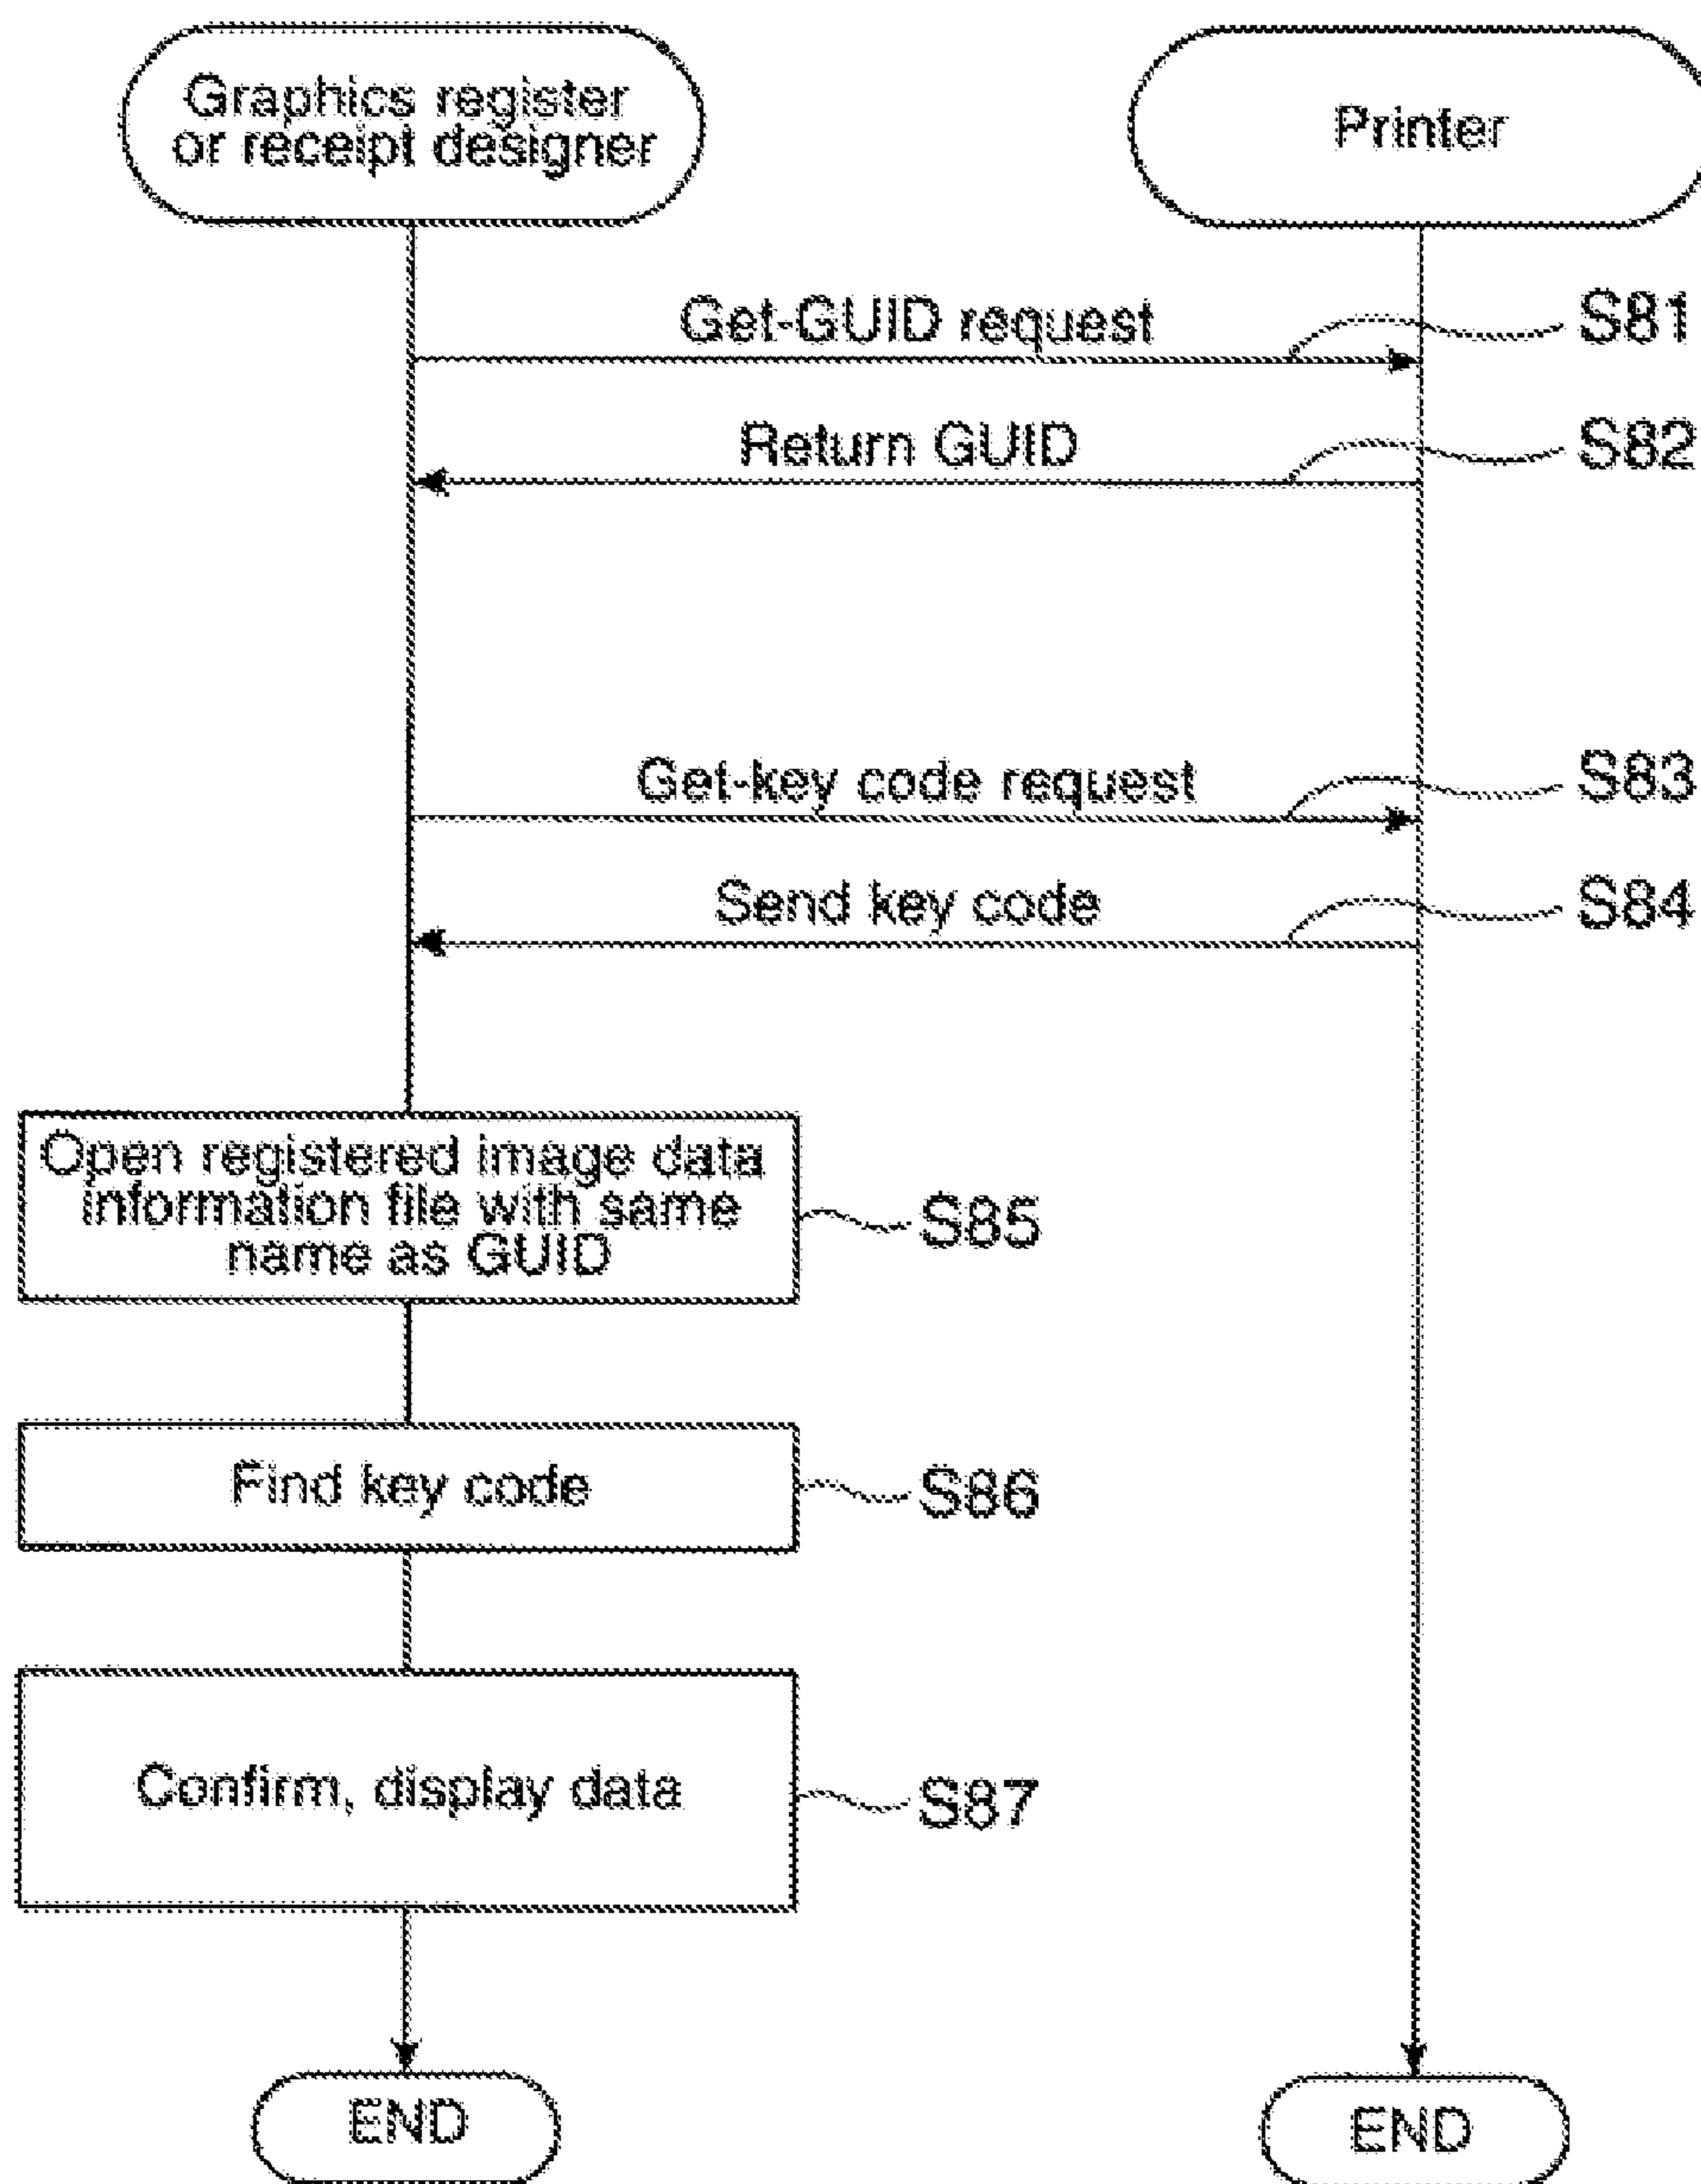 Graphics register
or receipt designer
Printer
Get-GUID request
S81
Return GUID
S82
Get-key code request
S83
Send key code
S84
Open registered image data
information file with same
name as GUID
S85
Find key code
S86
Confirm, display data
S87
END
END